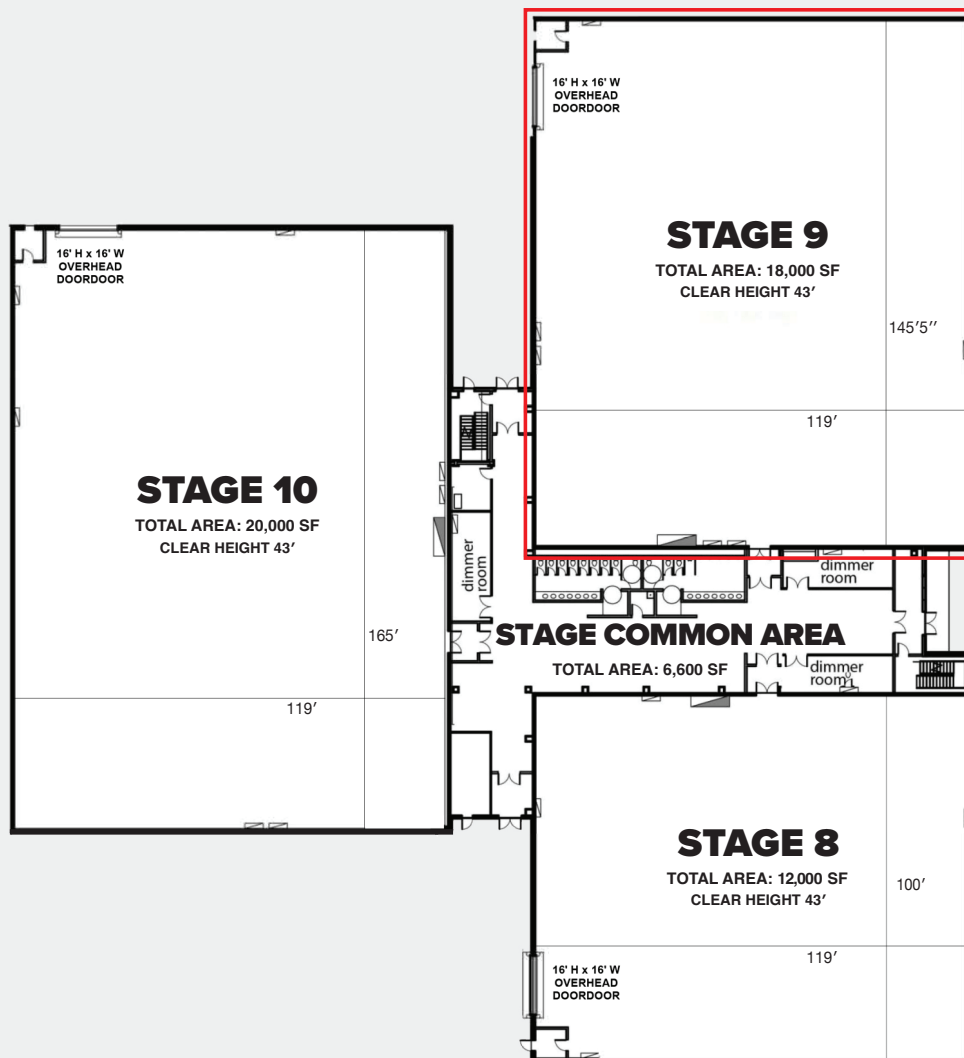 16' H x 16' W
OVERHEAD
DOORDOOR
STAGE 9
TOTAL AREA: 18,000 SF
CLEAR HEIGHT 43′
145′5′′
119′
16' H x 16' W
OVERHEAD
DOORDOOR
STAGE 10
TOTAL AREA: 20,000 SF
CLEAR HEIGHT 43′
165′
119′
dimmer
room
dimmer
room
STAGE COMMON AREA
TOTAL AREA: 6,600 SF
dimmer
room
STAGE 8
TOTAL AREA: 12,000 SF
CLEAR HEIGHT 43′
100′
119′
16' H x 16' W
OVERHEAD
DOORDOOR